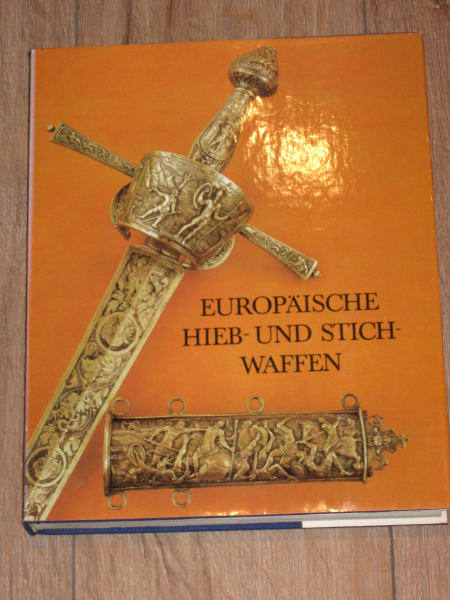 EUROPÄISCHE
HIEB- UND STICH-
WAFFEN